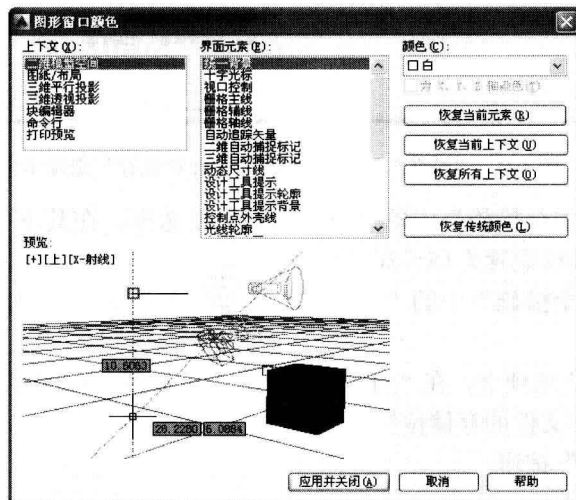 图形窗口颜色
上下文(X):
二维模型空间
图纸/布局
三维平行投影
三维透视投影
块编辑器
命令行
打印预览
界面元素(E):
统一背景
十字光标
视口控制
栅格主线
栅格辅线
栅格轴线
自动追踪矢量
二维自动捕捉标记
三维自动捕捉标记
动态尺寸线
设计工具提示
设计工具提示轮廓
设计工具提示背景
控制点外壳线
光线轮廓
颜色(C):
白
恢复当前元素(R)
恢复当前上下文(U)
恢复所有上下文(O)
恢复传统颜色(L)
预览:
[+][上][X-射线]
28.2280
应用并关闭(A)
取消
帮助